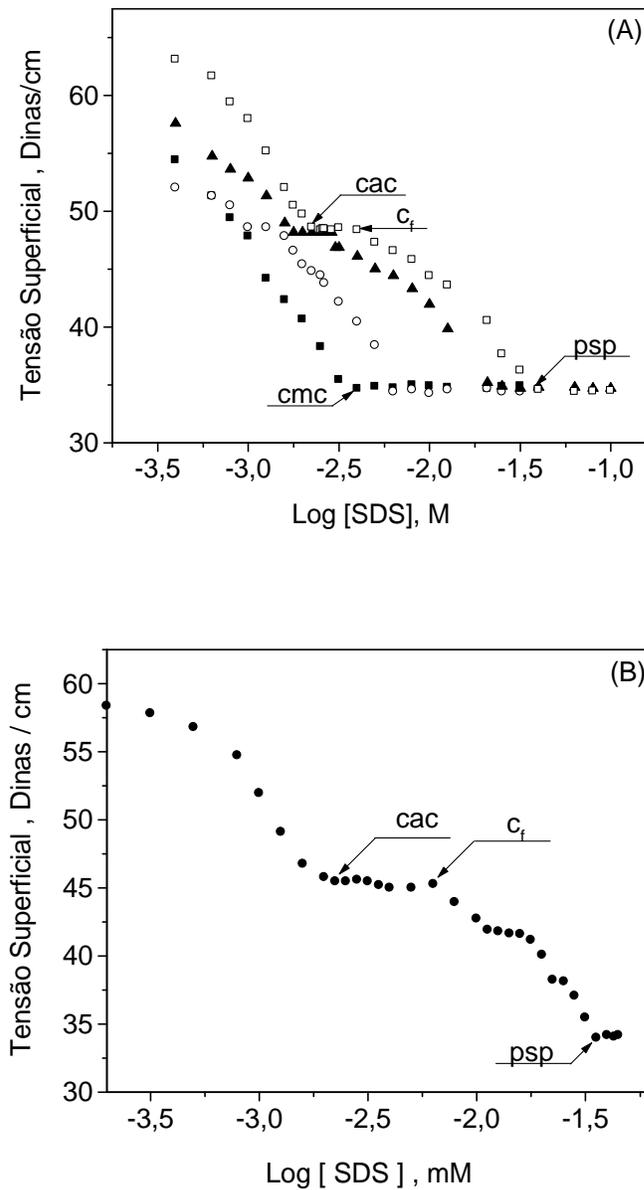 (A)
Tensão Superficial , Dinas/cm
60
50
40
30
cac
c_f
psp
cmc
-3,5 -3,0 -2,5 -2,0 -1,5 -1,0
Log [SDS], M
(B)
Tensão Superficial , Dinas / cm
60
55
50
45
40
35
30
cac
c_f
psp
-3,5 -3,0 -2,5 -2,0 -1,5
Log [ SDS ] , mM